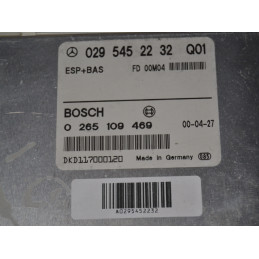 029 545 22 32 Q01
ESP+BAS FD 00M04
BOSCH
0 265 109 469 00-04-27
DKD117000120 Made in Germany
A0295452232